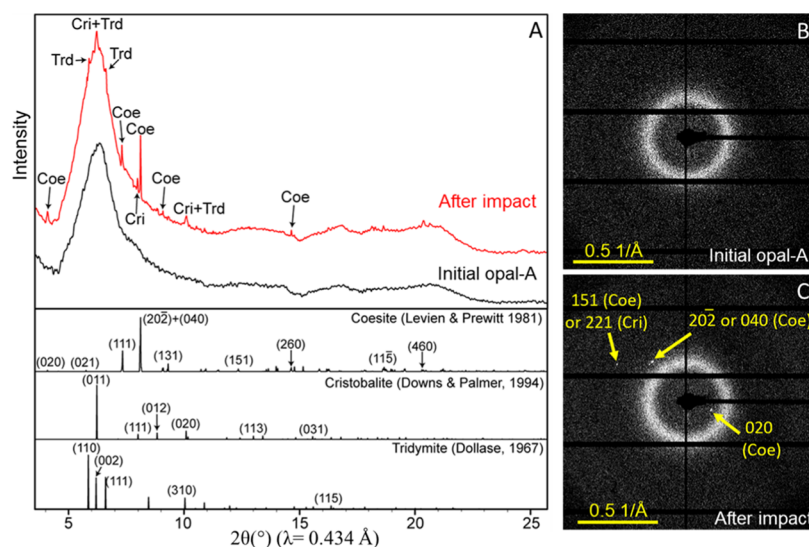 A
Cri+Trd
Trd
Trd
Coe
Coe
Coe
Coe
Cri
Cri+Trd
Coe
After impact
Initial opal-A
Intensity
(202̄)+(040)
Coesite (Levien & Prewitt 1981)
(020)
(021)
(111)
(131)
(151)
(260)
(115̄)
(460)
(011)
Cristobalite (Downs & Palmer, 1994)
(111)
(012)
(020)
(113)
(031)
(110)
Tridymite (Dollase, 1967)
(002)
(111)
(310)
(115)
5 10 15 20 25
2θ(°) (λ= 0.434 Å)
B
0.5 1/Å
Initial opal-A
C
151 (Coe)
or 221 (Cri)
202̄ or 040 (Coe)
020
(Coe)
0.5 1/Å
After impact